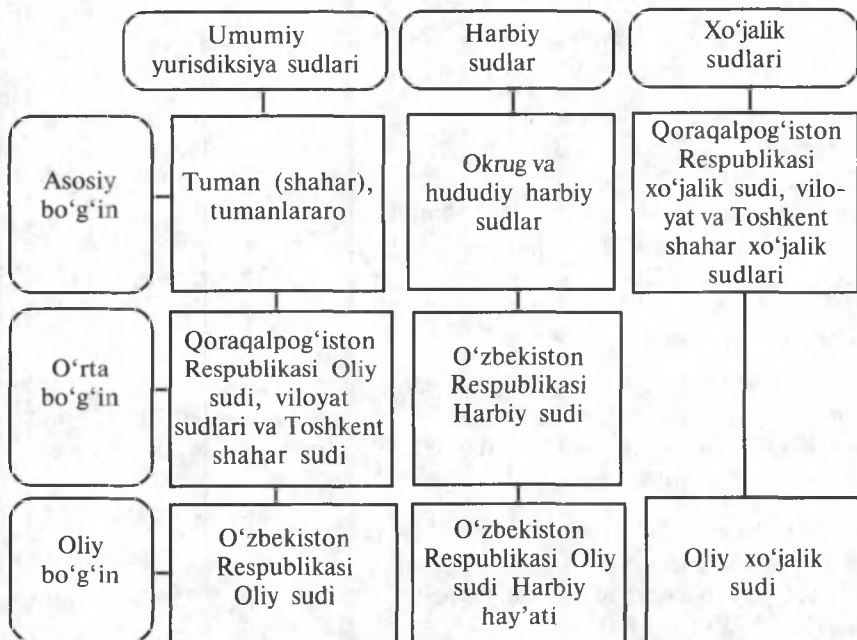 Umumiy
yurisdiksiya sudlari
Harbiy
sudlar
Xo‘jalik
sudlari
Asosiy
bo‘g‘in
Tuman (shahar),
tumanlararo
Okrug va
hududiy harbiy
sudlar
Qoraqalpog‘iston
Respublikasi
xo‘jalik sudi, vilo-
yat va Toshkent
shahar xo‘jalik
sudlari
O‘rta
bo‘g‘in
Qoraqalpog‘iston
Respublikasi Oliy
sudi, viloyat
sudlari va Toshkent
shahar sudi
O‘zbekiston
Respublikasi
Harbiy sudi
Oliy
bo‘g‘in
O‘zbekiston
Respublikasi
Oliy sudi
O‘zbekiston
Respublikasi Oliy
sudi Harbiy
hay’ati
Oliy xo‘jalik
sudi